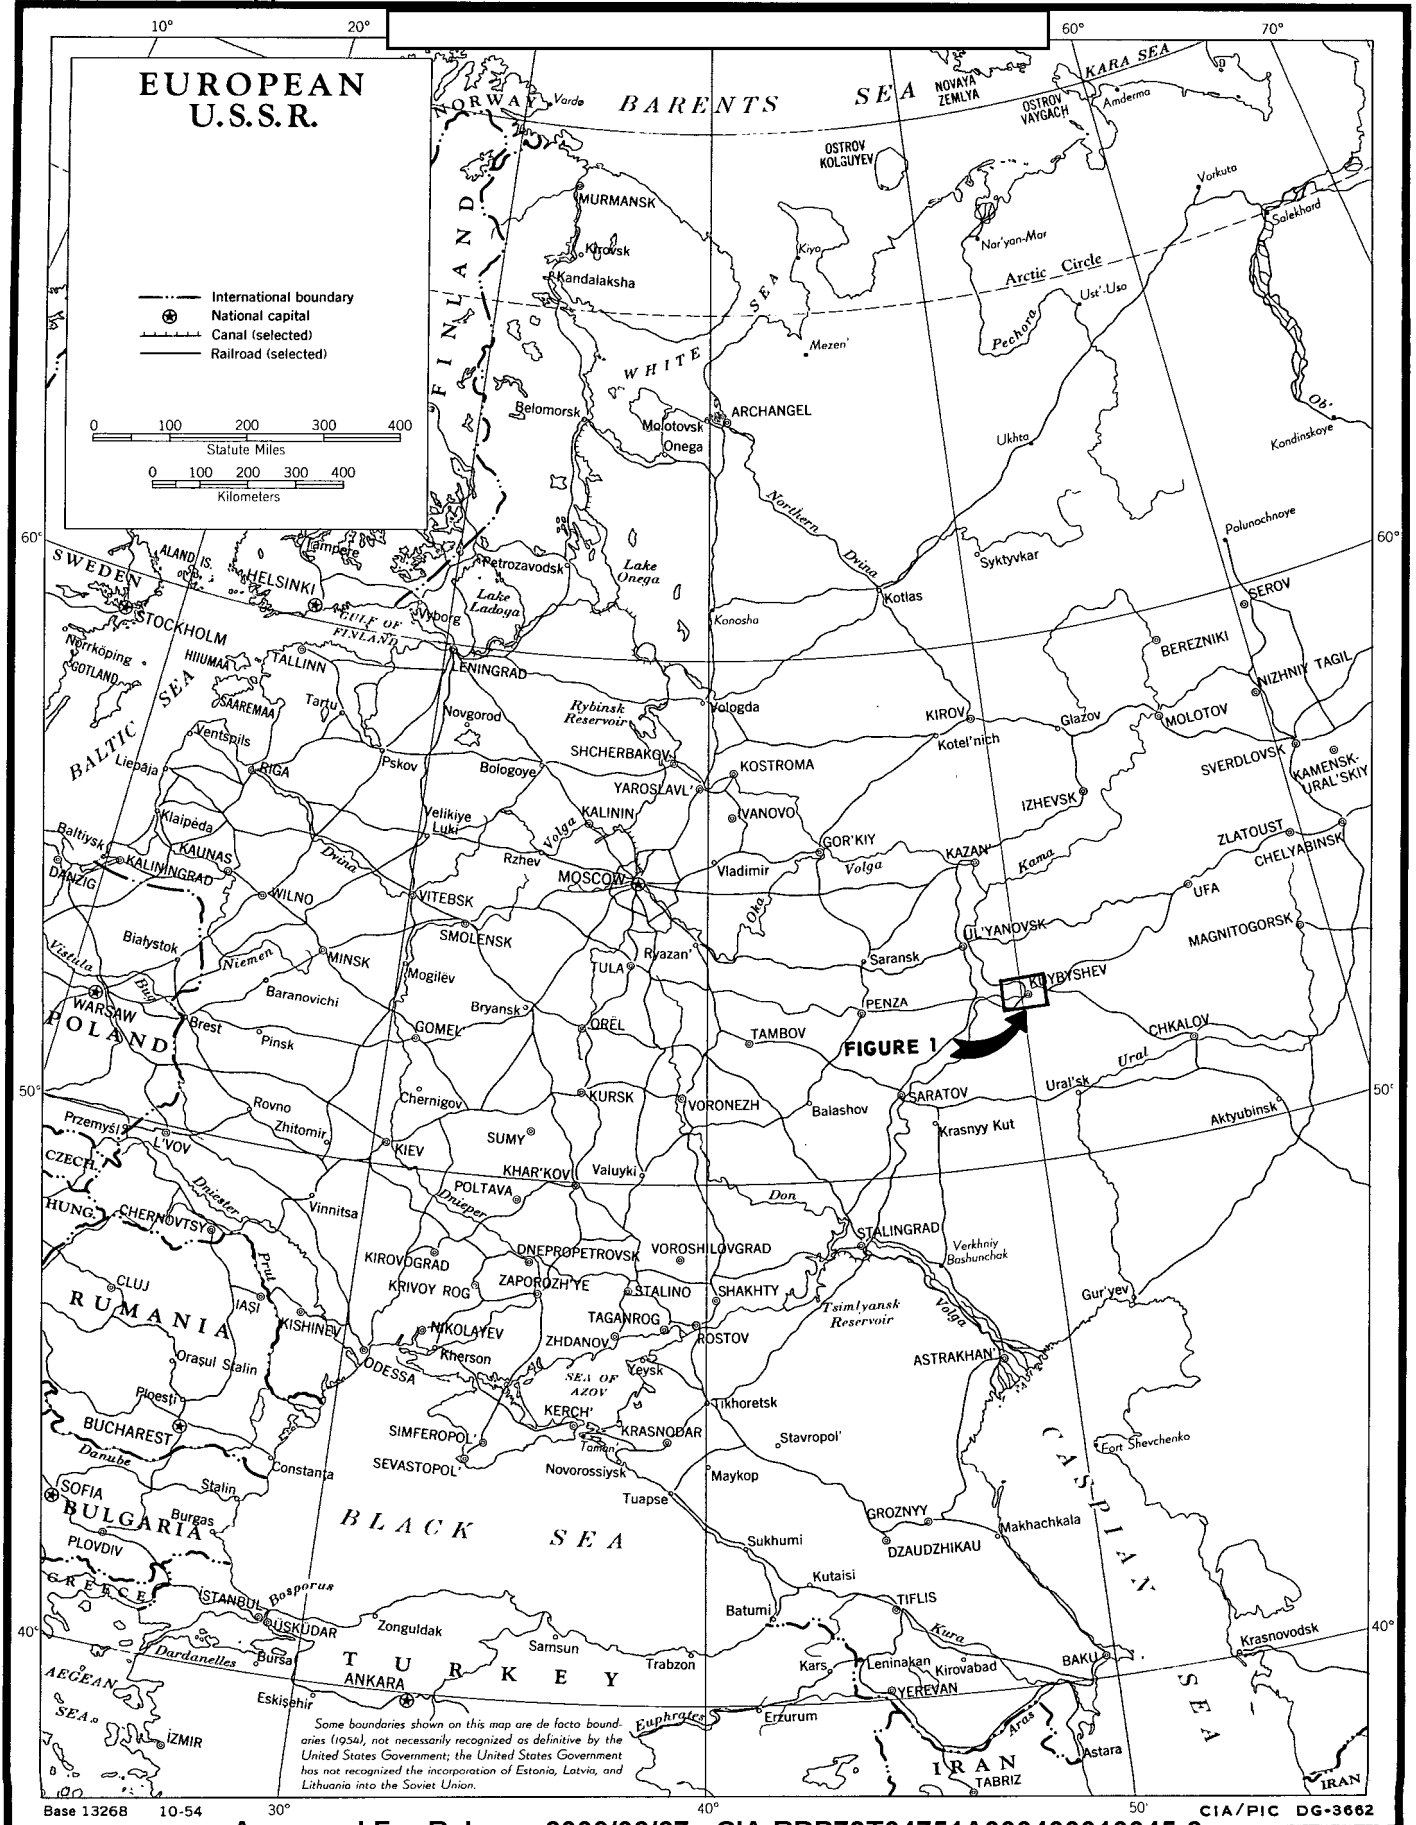 10°
20°
60°
70°
EUROPEAN
U.S.S.R.
International boundary
National capital
Canal (selected)
Railroad (selected)
0 100 200 300 400
Statute Miles
0 100 200 300 400
Kilometers
NORWAY
Vardø
BARENTS SEA
NOVAYA
ZEMLYA
KARA SEA
OSTROV
VAYGACH
Amderma
OSTROV
KOLGUYEV
MURMANSK
Vorkuta
Salekhard
Kirovsk
Kandalaksha
Kiya
Nar'yan-Mar
Arctic Circle
Ust'-Usa
FINLAND
WHITE SEA
Mezen'
Pechora
Ob'
Kondinskoye
Belomorsk
Molotovsk
ARCHANGEL
Onega
Ukhta
Northern Dvina
60°
60°
Polunochnoye
SWEDEN
ALAND IS.
Tampere
HELSINKI
Petrozavodsk
Lake
Onega
Syktyvkar
STOCKHOLM
GULF OF
FINLAND
Vyborg
Lake
Ladoga
Konosha
Kotlas
SEROV
Norrköping
GOTLAND
HIIUMAA
TALLINN
LENINGRAD
BEREZNIKI
NIZHNIY TAGIL
BALTIC SEA
SAAREMAA
Tartu
Novgorod
Rybinsk
Reservoir
Vologda
KIROV
Glazov
MOLOTOV
Ventspils
Kotel'nich
Liepāja
RIGA
Pskov
Bologoye
SHCHERBAKOV
KOSTROMA
SVERDLOVSK
KAMENSK-
URAL'SKIY
YAROSLAVL'
IZHEVSK
Klaipėda
Velikiye
Luki
KALININ
IVANOVO
Volga
GOR'KIY
ZLATOUST
CHELYABINSK
Baltiysk
KAUNAS
Dvina
Rzhev
Vladimir
Volga
KAZAN'
Kama
DANZIG
KALININGRAD
MOSCOW
WILNO
VITEBSK
Oka
UFA
SMOLENSK
UL'YANOVSK
MAGNITOGORSK
Białystok
Niemen
MINSK
Ryazan'
Saransk
Vistula
Mogilëv
TULA
KUYBYSHEV
Bug
WARSAW
Baranovichi
Bryansk
PENZA
POLAND
Brest
Pinsk
GOMEL'
ORËL
TAMBOV
FIGURE 1
CHKALOV
Ural
50°
50°
Chernigov
KURSK
VORONEZH
Balashov
SARATOV
Ural'sk
Aktyubinsk
Rovno
Zhitomir
Przemyśl
L'VOV
KIEV
SUMY
Krasnyy Kut
CZECH.
KHAR'KOV
Valuyki
HUNG.
Dniester
POLTAVA
Don
CHERNOVTSY
Vinnitsa
Dnieper
STALINGRAD
Prut
KIROVOGRAD
DNEPROPETROVSK
VOROSHILOVGRAD
Verkhniy
Bashunchak
CLUJ
KRIVOY ROG
ZAPOROZH'YE
STALINO
SHAKHTY
Gur'yev
RUMANIA
IAȘI
KISHINEV
NIKOLAYEV
TAGANROG
Tsimlyansk
Reservoir
Volga
ZHDANOV
ROSTOV
Kherson
ASTRAKHAN'
Orașul Stalin
ODESSA
Yeysk
SEA OF
AZOV
Ploești
Tikhoretsk
BUCHAREST
KERCH'
SIMFEROPOL'
KRASNODAR
Taman'
Stavropol'
Fort Shevchenko
Danube
Constanța
SEVASTOPOL'
Novorossiysk
Maykop
SOFIA
Stalin
Tuapse
BULGARIA
Burgas
GROZNYY
Makhachkala
PLOVDIV
BLACK SEA
Sukhumi
DZAUDZHIKAU
CASPIAN SEA
GREECE
Kutaisi
İSTANBUL
Bosporus
Batumi
TIFLIS
40°
ÜSKÜDAR
Zonguldak
Kura
Krasnovodsk
40°
Dardanelles
Bursa
Samsun
Trabzon
Kars
Leninakan
Kirovabad
BAKU
TURKEY
AEGEAN
SEA
ANKARA
YEREVAN
Eskişehir
Euphrates
Erzurum
Aras
İZMIR
Astara
IRAN
TABRIZ
IRAN
Some boundaries shown on this map are de facto bound-
aries (1954), not necessarily recognized as definitive by the
United States Government; the United States Government
has not recognized the incorporation of Estonia, Latvia, and
Lithuania into the Soviet Union.
Base 13268 10-54
30°
40°
50°
CIA/PIC DG-3662